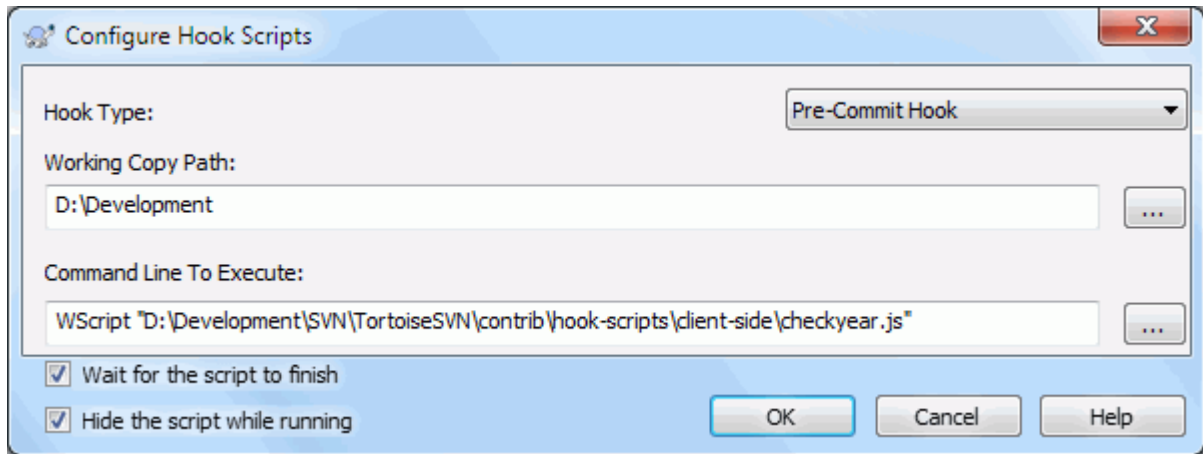 Configure Hook Scripts
Hook Type:
Pre-Commit Hook
Working Copy Path:
D:\Development
...
Command Line To Execute:
WScript "D:\Development\SVN\TortoiseSVN\contrib\hook-scripts\client-side\checkyear.js"
...
Wait for the script to finish
Hide the script while running
OK Cancel Help